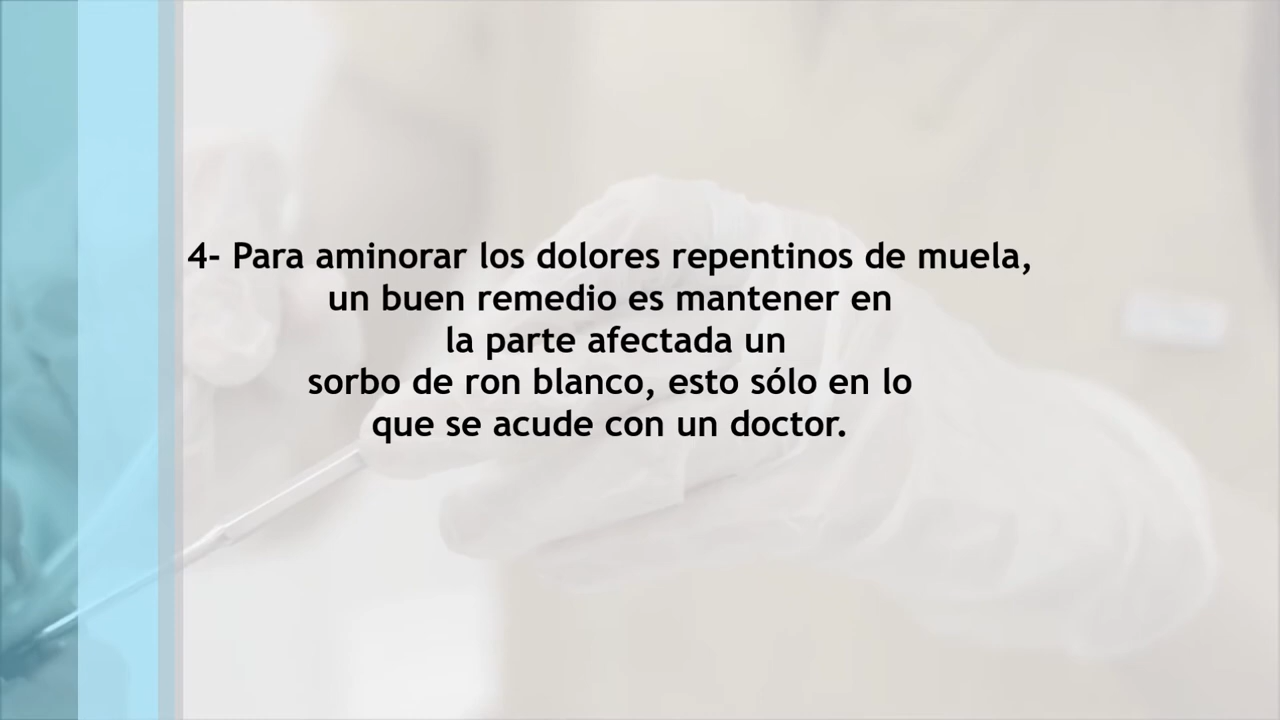 4- Para aminorar los dolores repentinos de muela,
un buen remedio es mantener en
la parte afectada un
sorbo de ron blanco, esto sólo en lo
que se acude con un doctor.